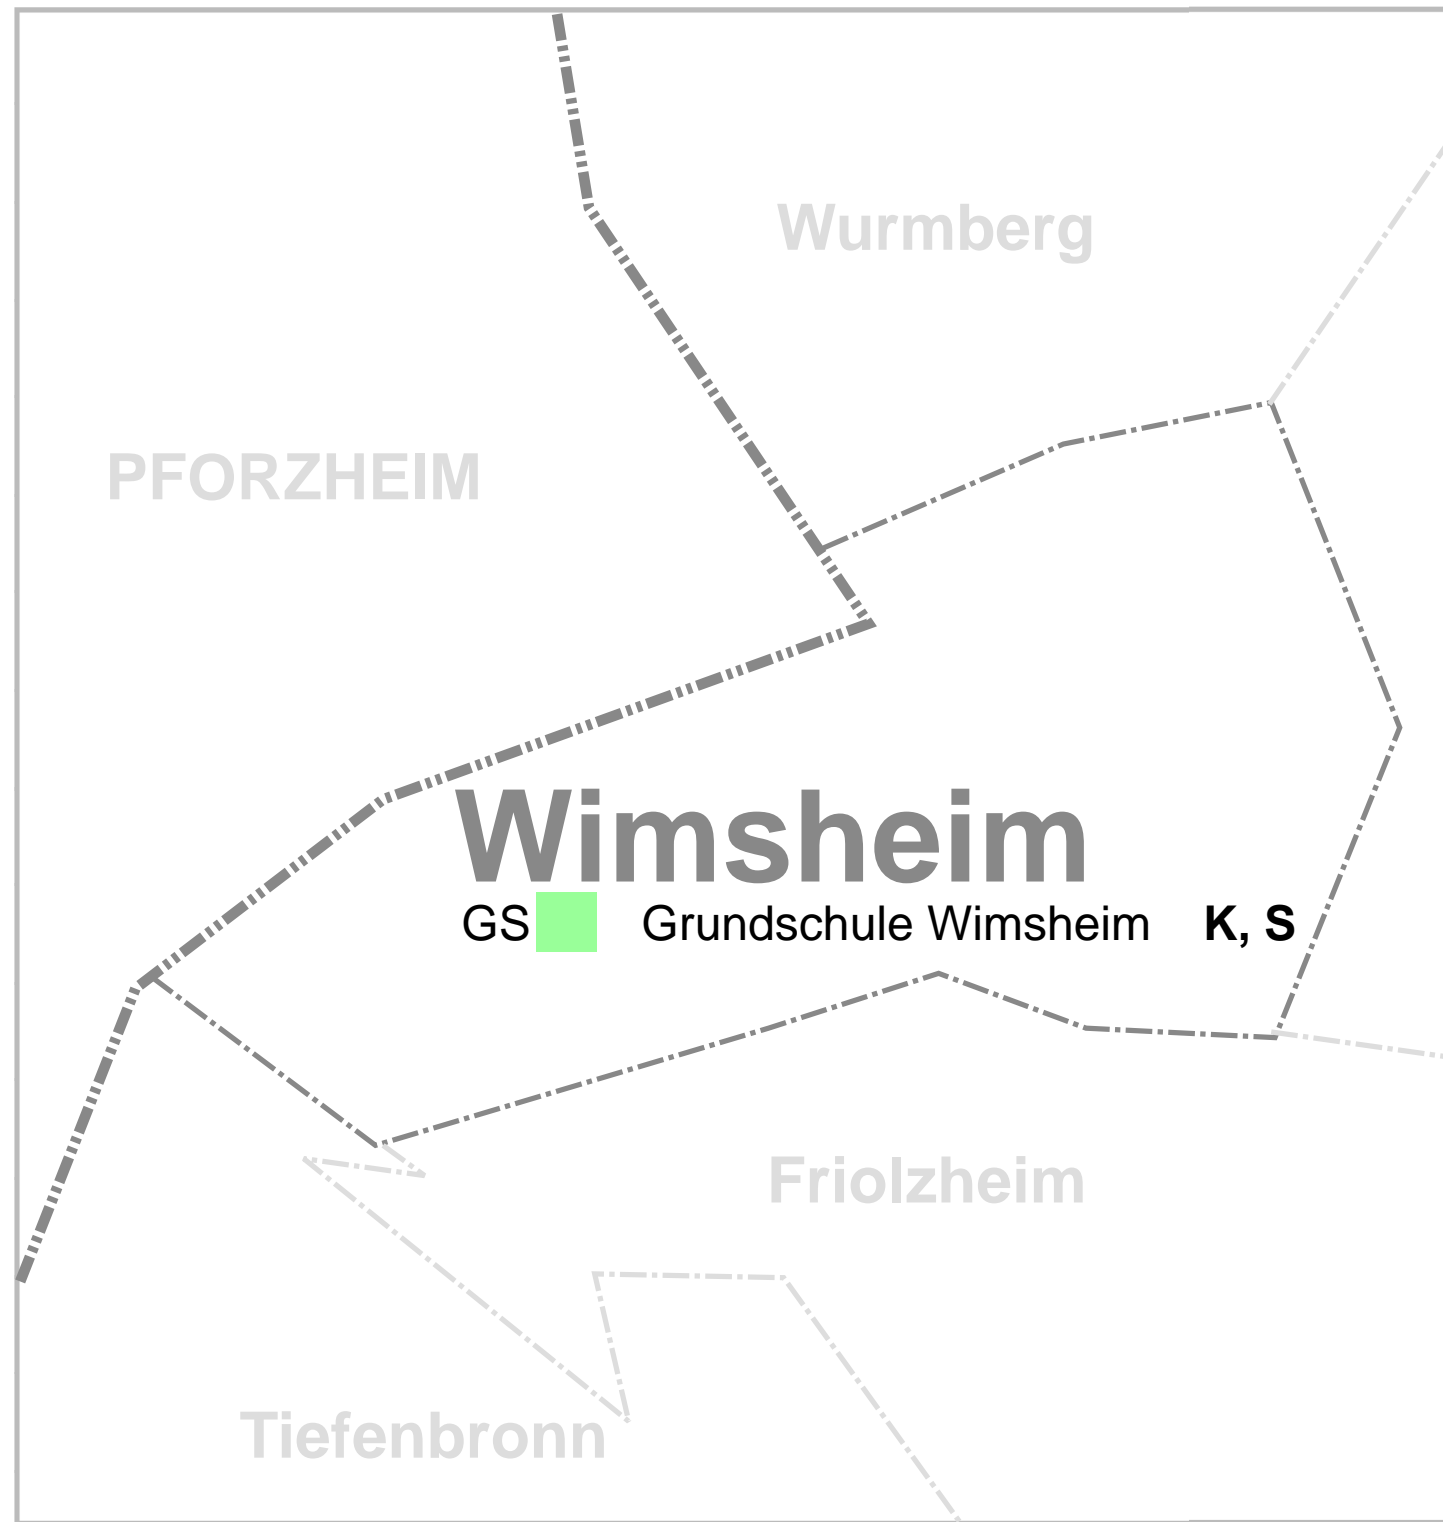 Wurmberg
PFORZHEIM
Wimsheim
GS Grundschule Wimsheim K, S
Friolzheim
Tiefenbronn